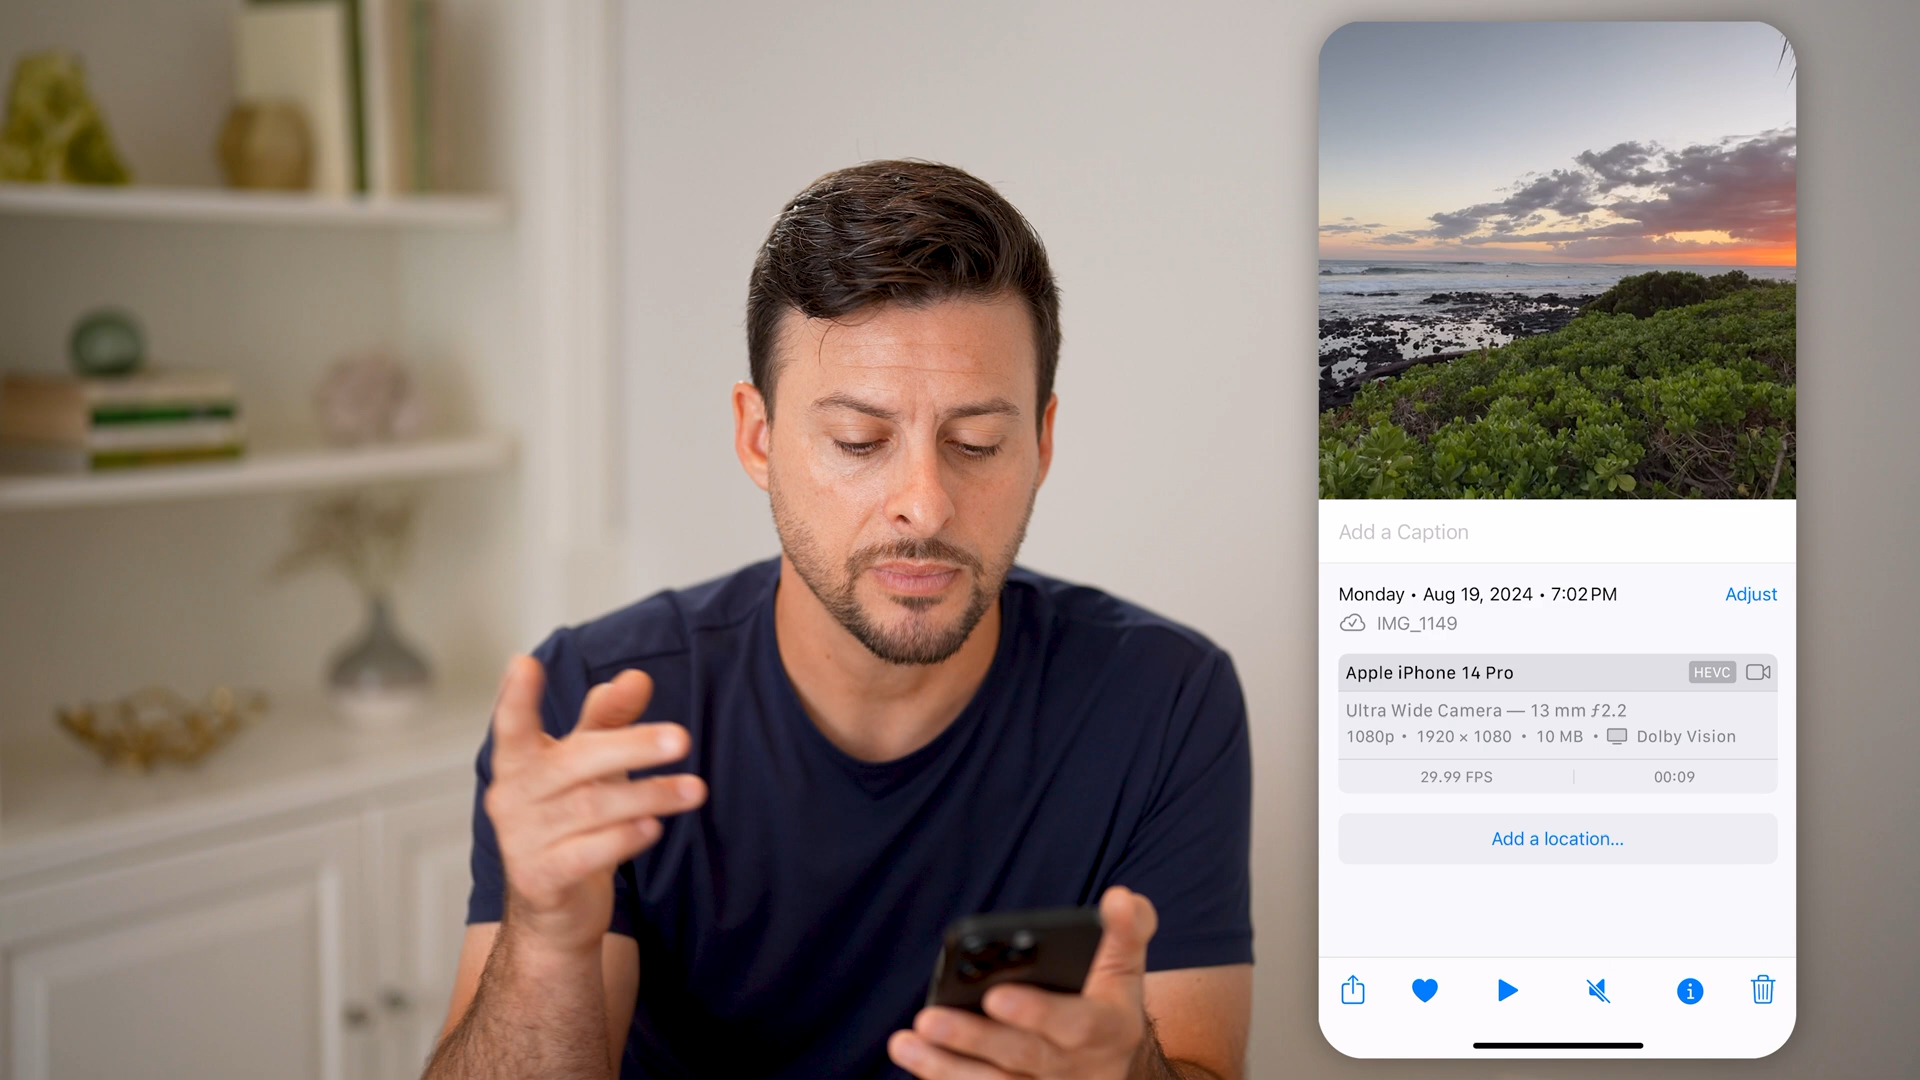 Add a Caption
Monday • Aug 19, 2024 • 7:02 PM Adjust
IMG_1149
Apple iPhone 14 Pro HEVC
Ultra Wide Camera — 13 mm ƒ2.2
1080p • 1920 × 1080 • 10 MB • Dolby Vision
29.99 FPS | 00:09
Add a location...